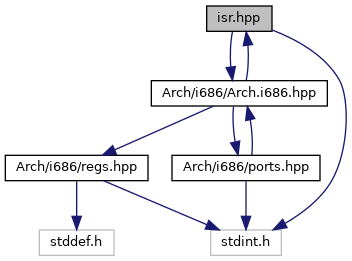 isr.hpp
Arch/i686/Arch.i686.hpp
Arch/i686/regs.hpp
Arch/i686/ports.hpp
stddef.h
stdint.h